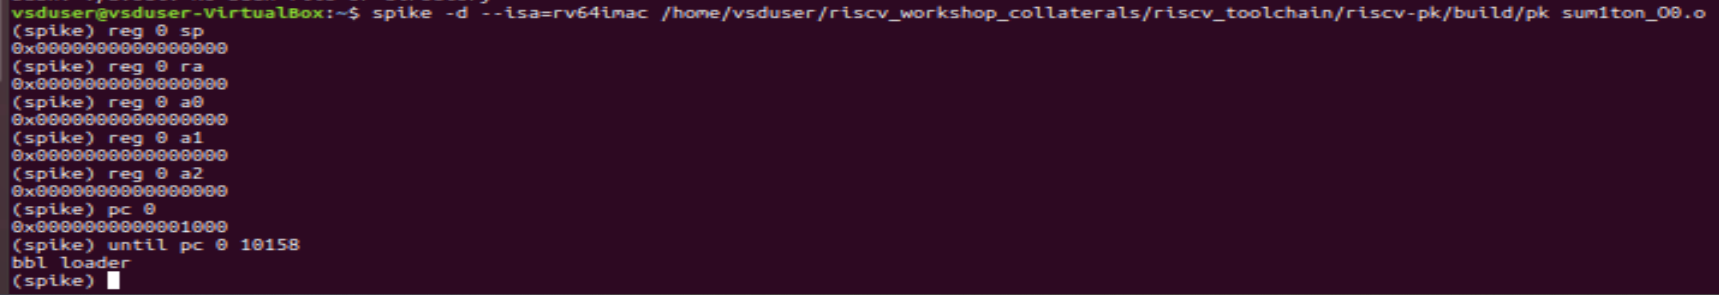 vsduser@vsduser-VirtualBox:~$ spike -d --isa=rv64imac /home/vsduser/riscv_workshop_collaterals/riscv_toolchain/riscv-pk/build/pk sum1ton_O0.o
(spike) reg 0 sp
0x0000000000000000
(spike) reg 0 ra
0x0000000000000000
(spike) reg 0 a0
0x0000000000000000
(spike) reg 0 a1
0x0000000000000000
(spike) reg 0 a2
0x0000000000000000
(spike) pc 0
0x0000000000001000
(spike) until pc 0 10158
bbl loader
(spike)